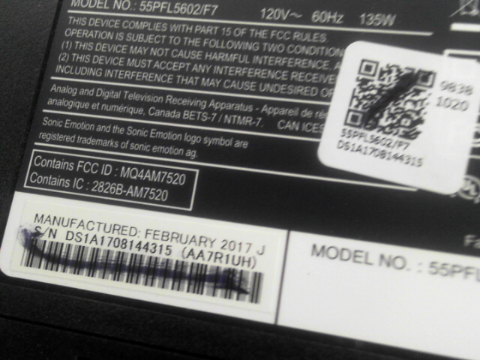 MODEL NO.: 55PFL5602/F7 120V~ 60Hz 135W
THIS DEVICE COMPLIES WITH PART 15 OF THE FCC RULES.
OPERATION IS SUBJECT TO THE FOLLOWING TWO
(1) THIS DEVICE MAY NOT CAUSE HARMFUL INTERFERENCE,
(2) THIS DEVICE MUST ACCEPT ANY INTERFERENCE
INCLUDING INTERFERENCE THAT MAY CAUSE UNDESIRED
Analog and Digital Television Receiving Apparatus - Appareil de
analogique et numérique, Canada BETS-7 / NTMR-7. CAN ICES
Sonic Emotion and the Sonic Emotion logo symbol are
registered trademarks of sonic emotion ag.
Contains FCC ID : MQ4AM7520
Contains IC : 2826B-AM7520
9838
1020
55PFL5602/F7
DS1A1708144315
MANUFACTURED: FEBRUARY 2017 J
S/N DS1A1708144315 (AA7R1UH)
MODEL NO. : 55PFL